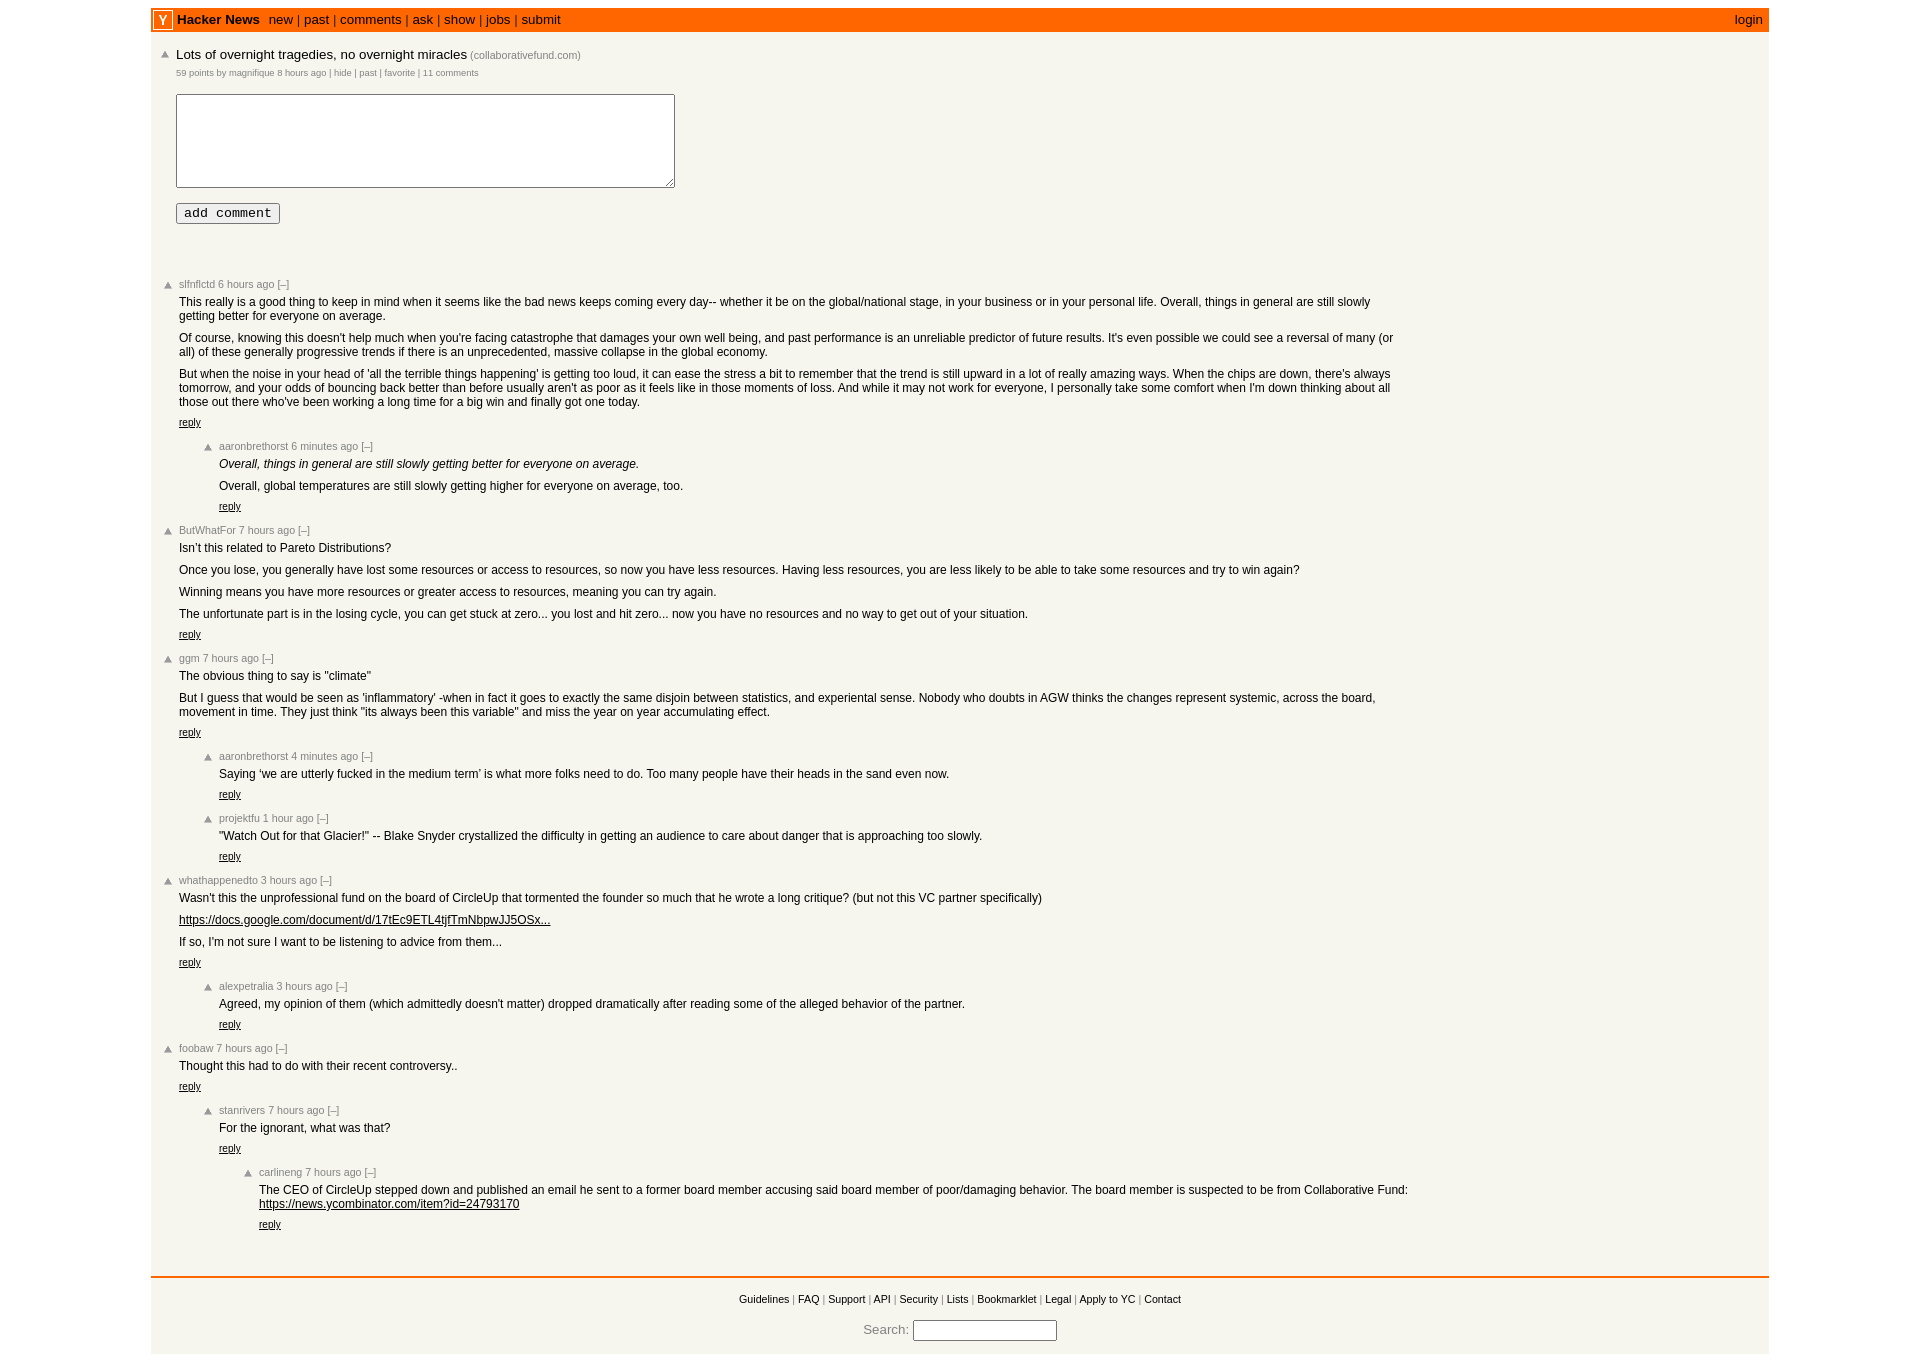 Y Hacker News new | past | comments | ask | show | jobs | submit login
Lots of overnight tragedies, no overnight miracles (collaborativefund.com)
59 points by magnifique 8 hours ago | hide | past | favorite | 11 comments
add comment
slfnflctd 6 hours ago [–]
This really is a good thing to keep in mind when it seems like the bad news keeps coming every day-- whether it be on the global/national stage, in your business or in your personal life. Overall, things in general are still slowly
getting better for everyone on average.
Of course, knowing this doesn't help much when you're facing catastrophe that damages your own well being, and past performance is an unreliable predictor of future results. It's even possible we could see a reversal of many (or
all) of these generally progressive trends if there is an unprecedented, massive collapse in the global economy.
But when the noise in your head of 'all the terrible things happening' is getting too loud, it can ease the stress a bit to remember that the trend is still upward in a lot of really amazing ways. When the chips are down, there's always
tomorrow, and your odds of bouncing back better than before usually aren't as poor as it feels like in those moments of loss. And while it may not work for everyone, I personally take some comfort when I'm down thinking about all
those out there who've been working a long time for a big win and finally got one today.
reply
aaronbrethorst 6 minutes ago [–]
Overall, things in general are still slowly getting better for everyone on average.
Overall, global temperatures are still slowly getting higher for everyone on average, too.
reply
ButWhatFor 7 hours ago [–]
Isn't this related to Pareto Distributions?
Once you lose, you generally have lost some resources or access to resources, so now you have less resources. Having less resources, you are less likely to be able to take some resources and try to win again?
Winning means you have more resources or greater access to resources, meaning you can try again.
The unfortunate part is in the losing cycle, you can get stuck at zero... you lost and hit zero... now you have no resources and no way to get out of your situation.
reply
ggm 7 hours ago [–]
The obvious thing to say is "climate"
But I guess that would be seen as 'inflammatory' -when in fact it goes to exactly the same disjoin between statistics, and experiental sense. Nobody who doubts in AGW thinks the changes represent systemic, across the board,
movement in time. They just think "its always been this variable" and miss the year on year accumulating effect.
reply
aaronbrethorst 4 minutes ago [–]
Saying ‘we are utterly fucked in the medium term’ is what more folks need to do. Too many people have their heads in the sand even now.
reply
projektfu 1 hour ago [–]
"Watch Out for that Glacier!" -- Blake Snyder crystallized the difficulty in getting an audience to care about danger that is approaching too slowly.
reply
whathappenedto 3 hours ago [–]
Wasn't this the unprofessional fund on the board of CircleUp that tormented the founder so much that he wrote a long critique? (but not this VC partner specifically)
https://docs.google.com/document/d/17tEc9ETL4tjfTmNbpwJJ5OSx...
If so, I'm not sure I want to be listening to advice from them...
reply
alexpetralia 3 hours ago [–]
Agreed, my opinion of them (which admittedly doesn't matter) dropped dramatically after reading some of the alleged behavior of the partner.
reply
foobaw 7 hours ago [–]
Thought this had to do with their recent controversy..
reply
stanrivers 7 hours ago [–]
For the ignorant, what was that?
reply
carlineng 7 hours ago [–]
The CEO of CircleUp stepped down and published an email he sent to a former board member accusing said board member of poor/damaging behavior. The board member is suspected to be from Collaborative Fund:
https://news.ycombinator.com/item?id=24793170
reply
Guidelines | FAQ | Support | API | Security | Lists | Bookmarklet | Legal | Apply to YC | Contact
Search: